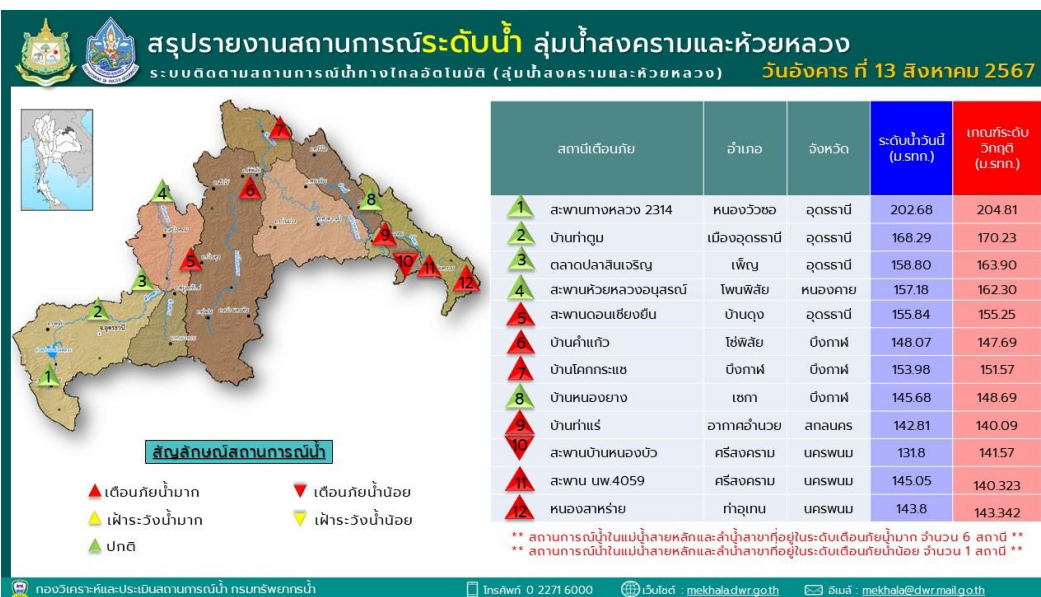 สรุปรายงานสถานการณ์ระดับน้ำ ลุ่มน้ำสงครามและห้วยหลวง
ระบบติดตามสถานการณ์น้ำทางไกลอัตโนมัติ (ลุ่มน้ำสงครามและห้วยหลวง) วันอังคาร ที่ 13 สิงหาคม 2567
สถานีเตือนภัย อำเภอ จังหวัด ระดับน้ำวันนี้ (ม.รทก.) เกณฑ์ระดับวิกฤติ (ม.รทก.)
1 สะพานทางหลวง 2314 หนองวัวซอ อุดรธานี 202.68 204.81
2 บ้านท่าตูม เมืองอุดรธานี อุดรธานี 168.29 170.23
3 ตลาดปลาสินเจริญ เพ็ญ อุดรธานี 158.80 163.90
4 สะพานห้วยหลวงอนุสรณ์ โพนพิสัย หนองคาย 157.18 162.30
5 สะพานดอนเชียงยืน บ้านดุง อุดรธานี 155.84 155.25
6 บ้านคำแก้ว โซ่พิสัย บึงกาฬ 148.07 147.69
7 บ้านโคกกระแซ บึงกาฬ บึงกาฬ 153.98 151.57
8 บ้านหนองยาง เซกา บึงกาฬ 145.68 148.69
9 บ้านท่าแร่ อากาศอำนวย สกลนคร 142.81 140.09
10 สะพานบ้านหนองบัว ศรีสงคราม นครพนม 131.8 141.57
11 สะพาน นพ.4059 ศรีสงคราม นครพนม 145.05 140.323
12 หนองสาหร่าย ท่าอุเทน นครพนม 143.8 143.342
7
4
6
8
9
10
11
12
5
3
2
1
สัญลักษณ์สถานการณ์น้ำ
เตือนภัยน้ำมาก เตือนภัยน้ำน้อย
เฝ้าระวังน้ำมาก เฝ้าระวังน้ำน้อย
ปกติ
** สถานการณ์น้ำในแม่น้ำสายหลักและลำน้ำสาขาที่อยู่ในระดับเตือนภัยน้ำมาก จำนวน 6 สถานี **
** สถานการณ์น้ำในแม่น้ำสายหลักและลำน้ำสาขาที่อยู่ในระดับเตือนภัยน้ำน้อย จำนวน 1 สถานี **
กองวิเคราะห์และประเมินสถานการณ์น้ำ กรมทรัพยากรน้ำ โทรศัพท์ 0 2271 6000 เว็บไซต์ : mekhala.dwr.go.th อีเมล์ : mekhala@dwr.mail.go.th